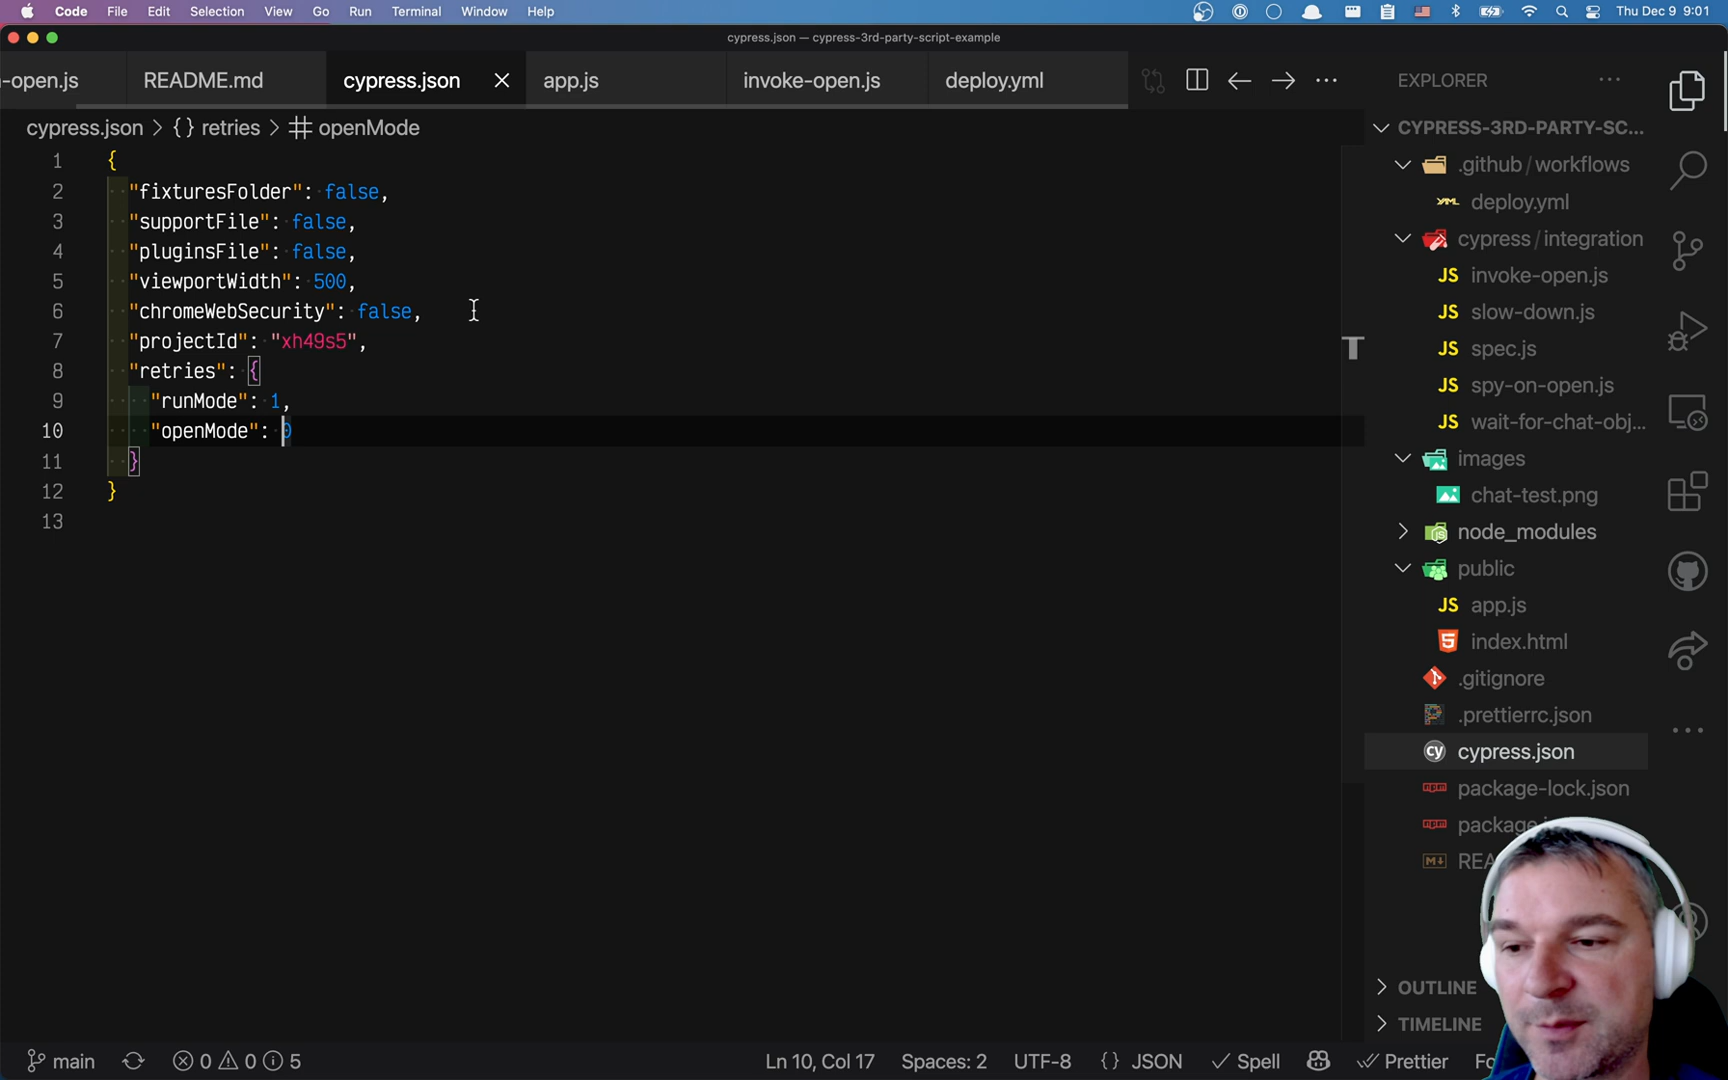 Code File Edit Selection View Go Run Terminal Window Help Thu Dec 9 9:01
cypress.json — cypress-3rd-party-script-example
-open.js README.md cypress.json app.js invoke-open.js deploy.yml
cypress.json > {} retries > openMode
1 {
2 "fixturesFolder": false,
3 "supportFile": false,
4 "pluginsFile": false,
5 "viewportWidth": 500,
6 "chromeWebSecurity": false,
7 "projectId": "xh49s5",
8 "retries": {
9 "runMode": 1,
10 "openMode": 0
11 }
12 }
13
EXPLORER
CYPRESS-3RD-PARTY-SC...
.github/workflows
deploy.yml
cypress/integration
JS invoke-open.js
JS slow-down.js
JS spec.js
JS spy-on-open.js
JS wait-for-chat-obj...
images
chat-test.png
node_modules
public
JS app.js
index.html
.gitignore
.prettierrc.json
cy cypress.json
package-lock.json
OUTLINE
TIMELINE
main 0 0 5 Ln 10, Col 17 Spaces: 2 UTF-8 {} JSON Spell Prettier